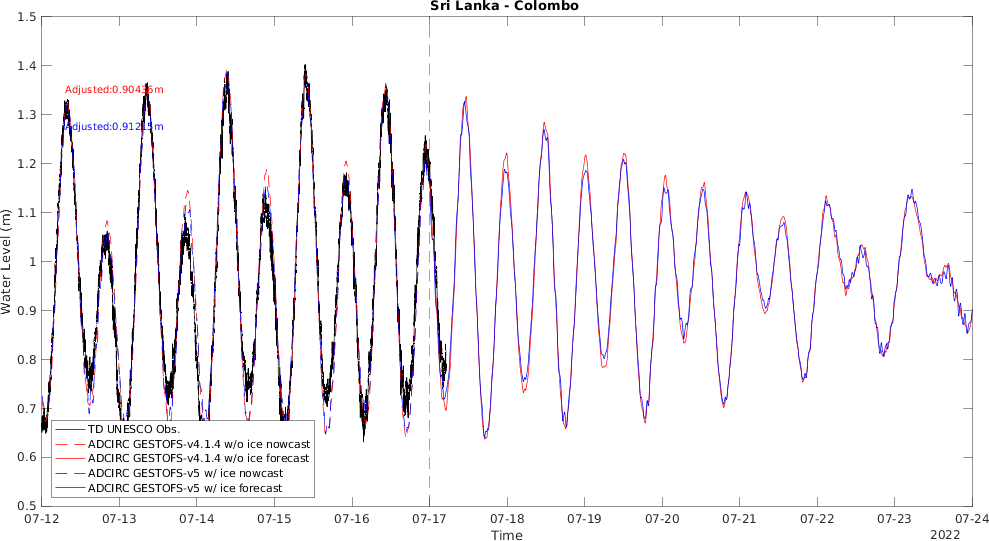 Sri Lanka - Colombo
1.5
1.4
1.3
1.2
1.1
1
0.9
0.8
0.7
0.6
0.5
Water Level (m)
Adjusted:0.90436m
Adjusted:0.91215m
TD UNESCO Obs.
ADCIRC GESTOFS-v4.1.4 w/o ice nowcast
ADCIRC GESTOFS-v4.1.4 w/o ice forecast
ADCIRC GESTOFS-v5 w/ ice nowcast
ADCIRC GESTOFS-v5 w/ ice forecast
07-12 07-13 07-14 07-15 07-16 07-17 07-18 07-19 07-20 07-21 07-22 07-23 07-24
Time
2022